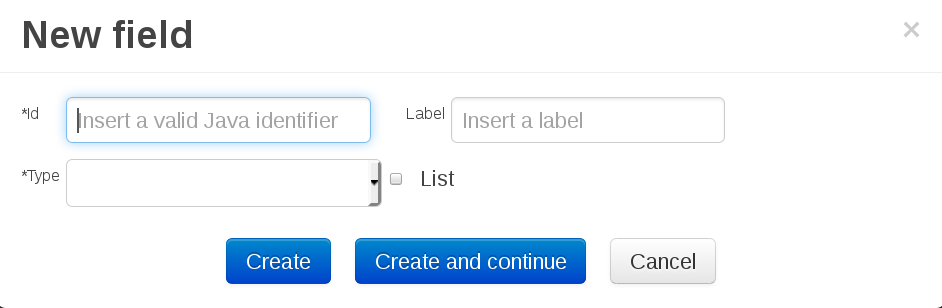 New field ×
*Id Insert a valid Java identifier Label Insert a label
*Type List
Create Create and continue Cancel